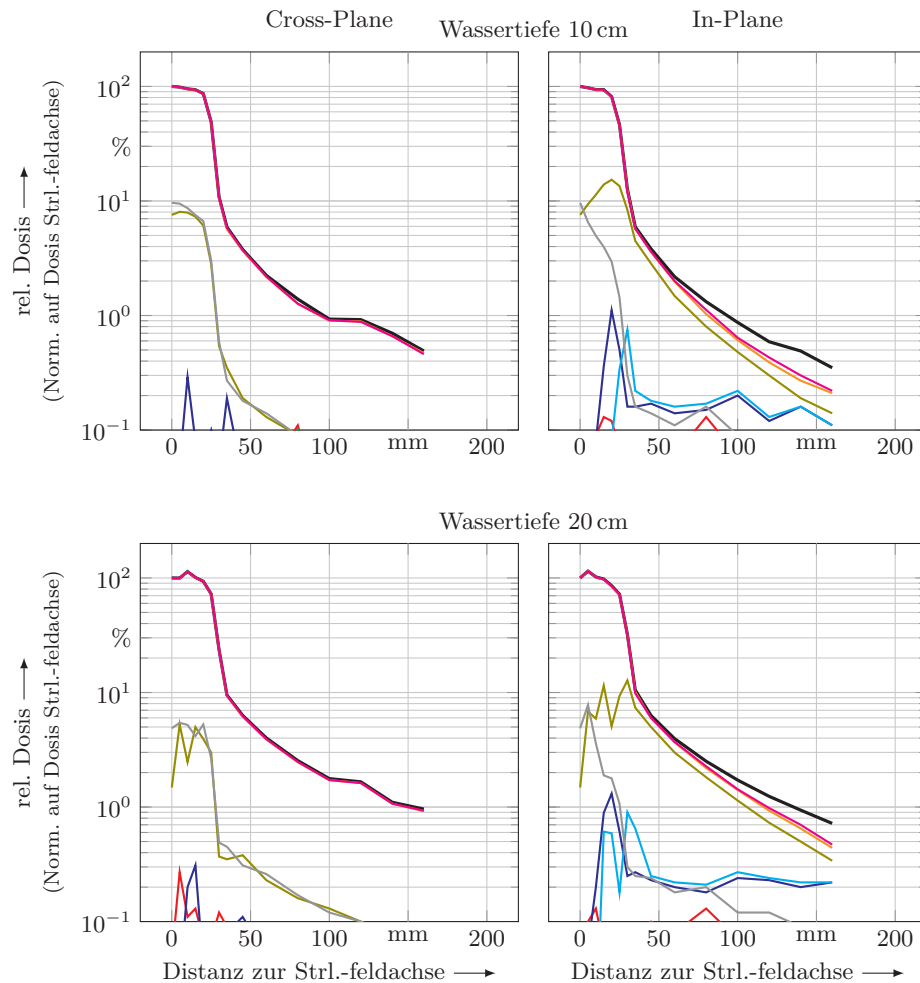 Cross-Plane In-Plane
Wassertiefe 10 cm
10² % 10¹ 10⁰ 10⁻¹
rel. Dosis ⟶
(Norm. auf Dosis Strl.-feldachse)
0 50 100 mm 200
0 50 100 mm 200
Wassertiefe 20 cm
10² % 10¹ 10⁰ 10⁻¹
rel. Dosis ⟶
(Norm. auf Dosis Strl.-feldachse)
0 50 100 mm 200
0 50 100 mm 200
Distanz zur Strl.-feldachse ⟶
Distanz zur Strl.-feldachse ⟶